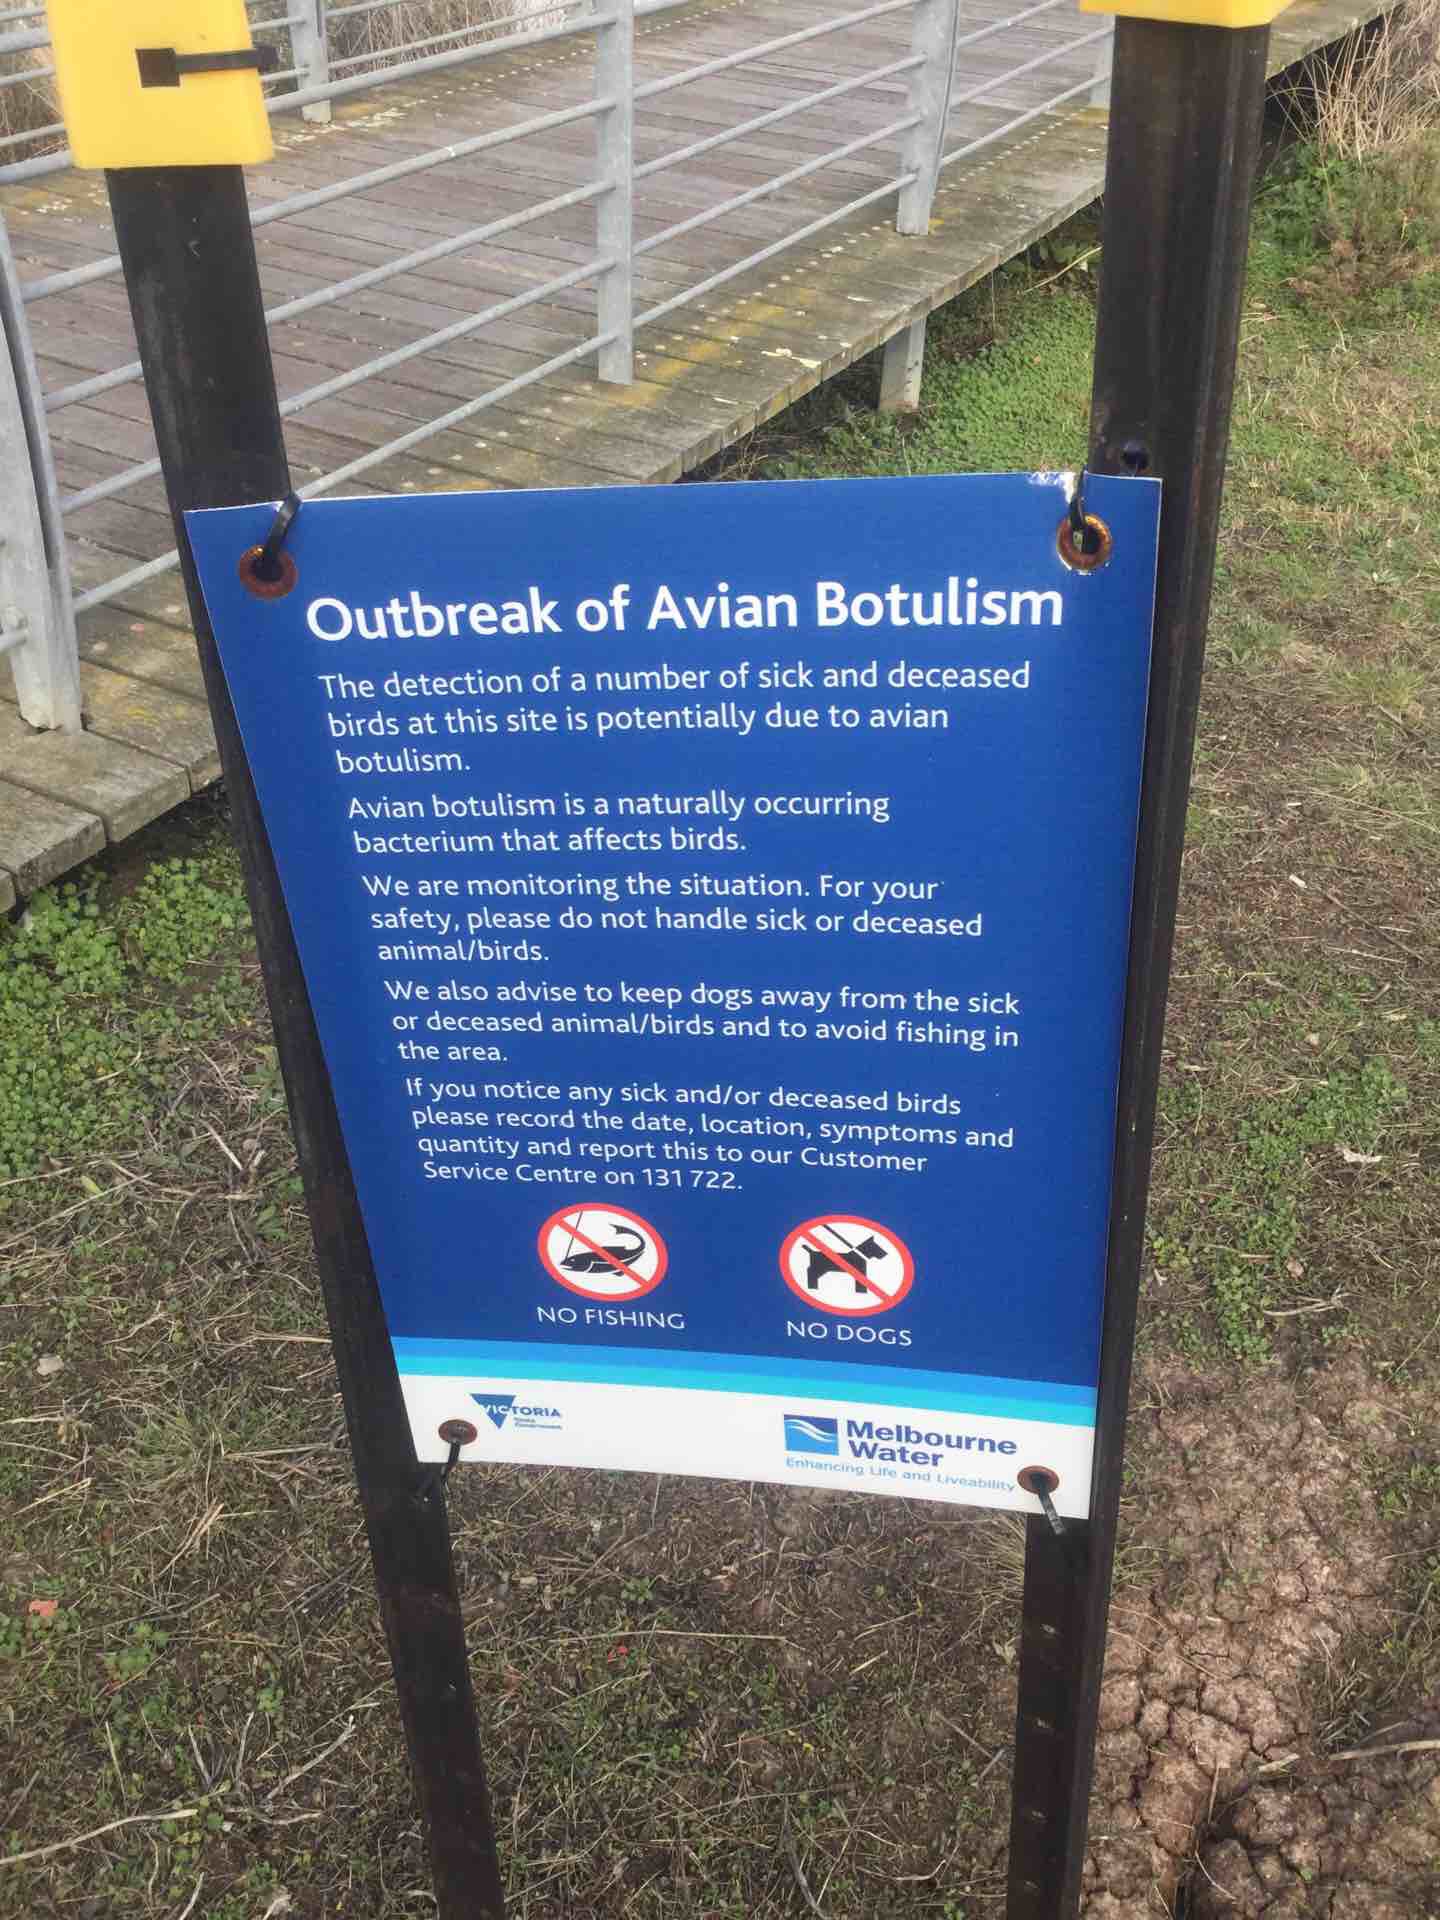 Outbreak of Avian Botulism
The detection of a number of sick and deceased
birds at this site is potentially due to avian
botulism.
Avian botulism is a naturally occurring
bacterium that affects birds.
We are monitoring the situation. For your
safety, please do not handle sick or deceased
animal/birds.
We also advise to keep dogs away from the sick
or deceased animal/birds and to avoid fishing in
the area.
If you notice any sick and/or deceased birds
please record the date, location, symptoms and
quantity and report this to our Customer
Service Centre on 131 722.
NO FISHING
NO DOGS
VICTORIA
State
Government
Melbourne
Water
Enhancing Life and Liveability